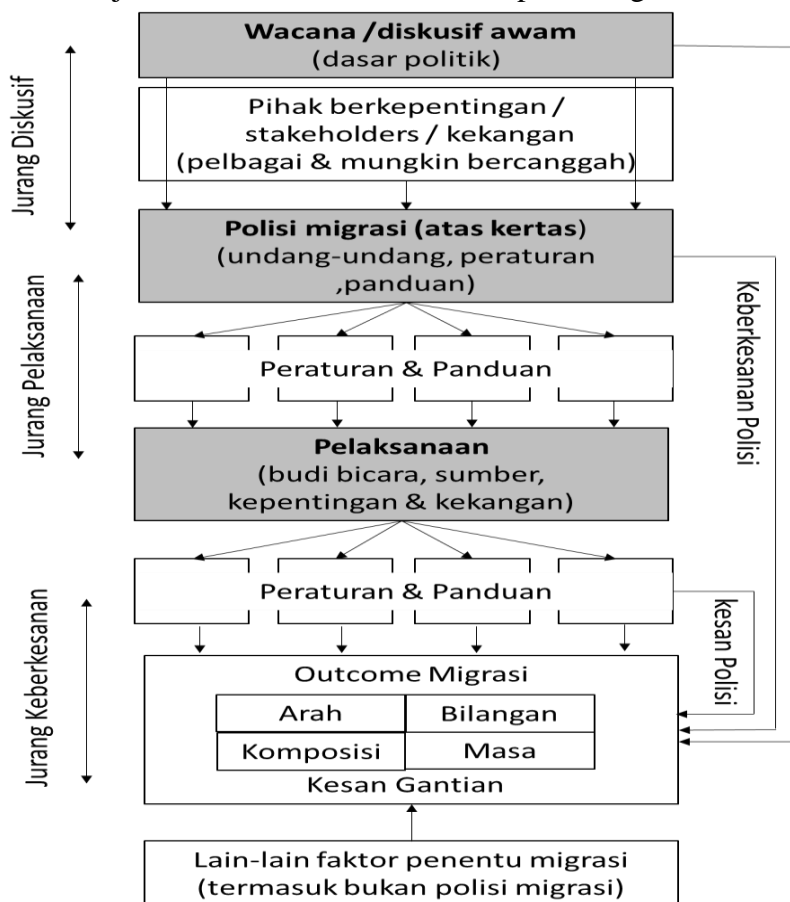 Wacana /diskusif awam
(dasar politik)
Pihak berkepentingan /
stakeholders / kekangan
(pelbagai & mungkin bercanggah)
Jurang Diskusif
Polisi migrasi (atas kertas)
(undang-undang, peraturan
,panduan)
Jurang Pelaksanaan
Keberkesanan Polisi
Peraturan & Panduan
Pelaksanaan
(budi bicara, sumber,
kepentingan & kekangan)
Peraturan & Panduan
kesan Polisi
Jurang Keberkesanan
Outcome Migrasi
Arah
Bilangan
Komposisi
Masa
Kesan Gantian
Lain-lain faktor penentu migrasi
(termasuk bukan polisi migrasi)